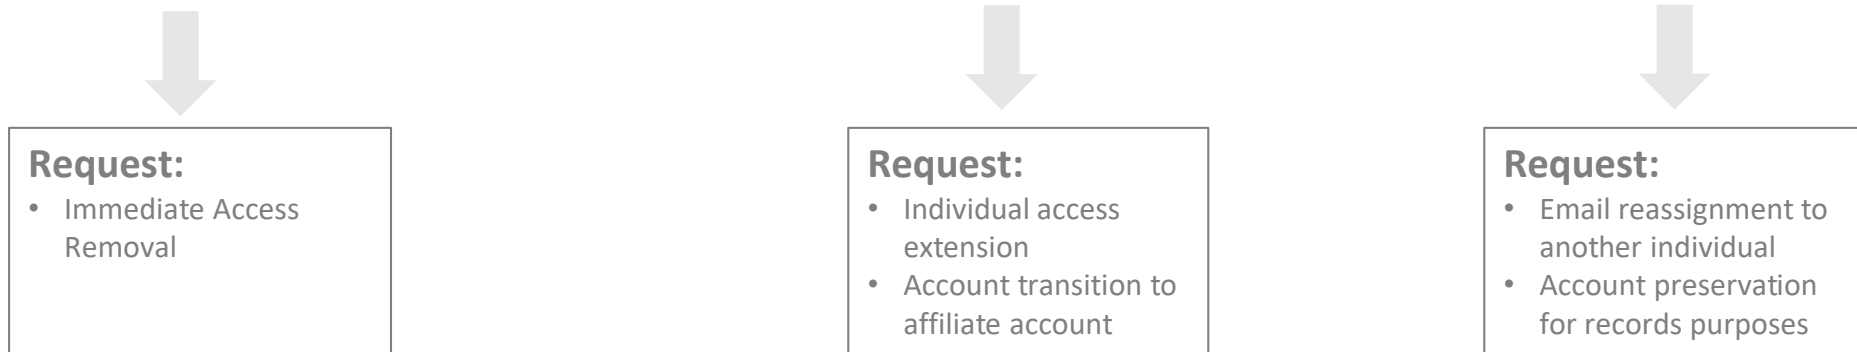 Request:
• Immediate Access
Removal
Request:
• Individual access
extension
• Account transition to
affiliate account
Request:
• Email reassignment to
another individual
• Account preservation
for records purposes